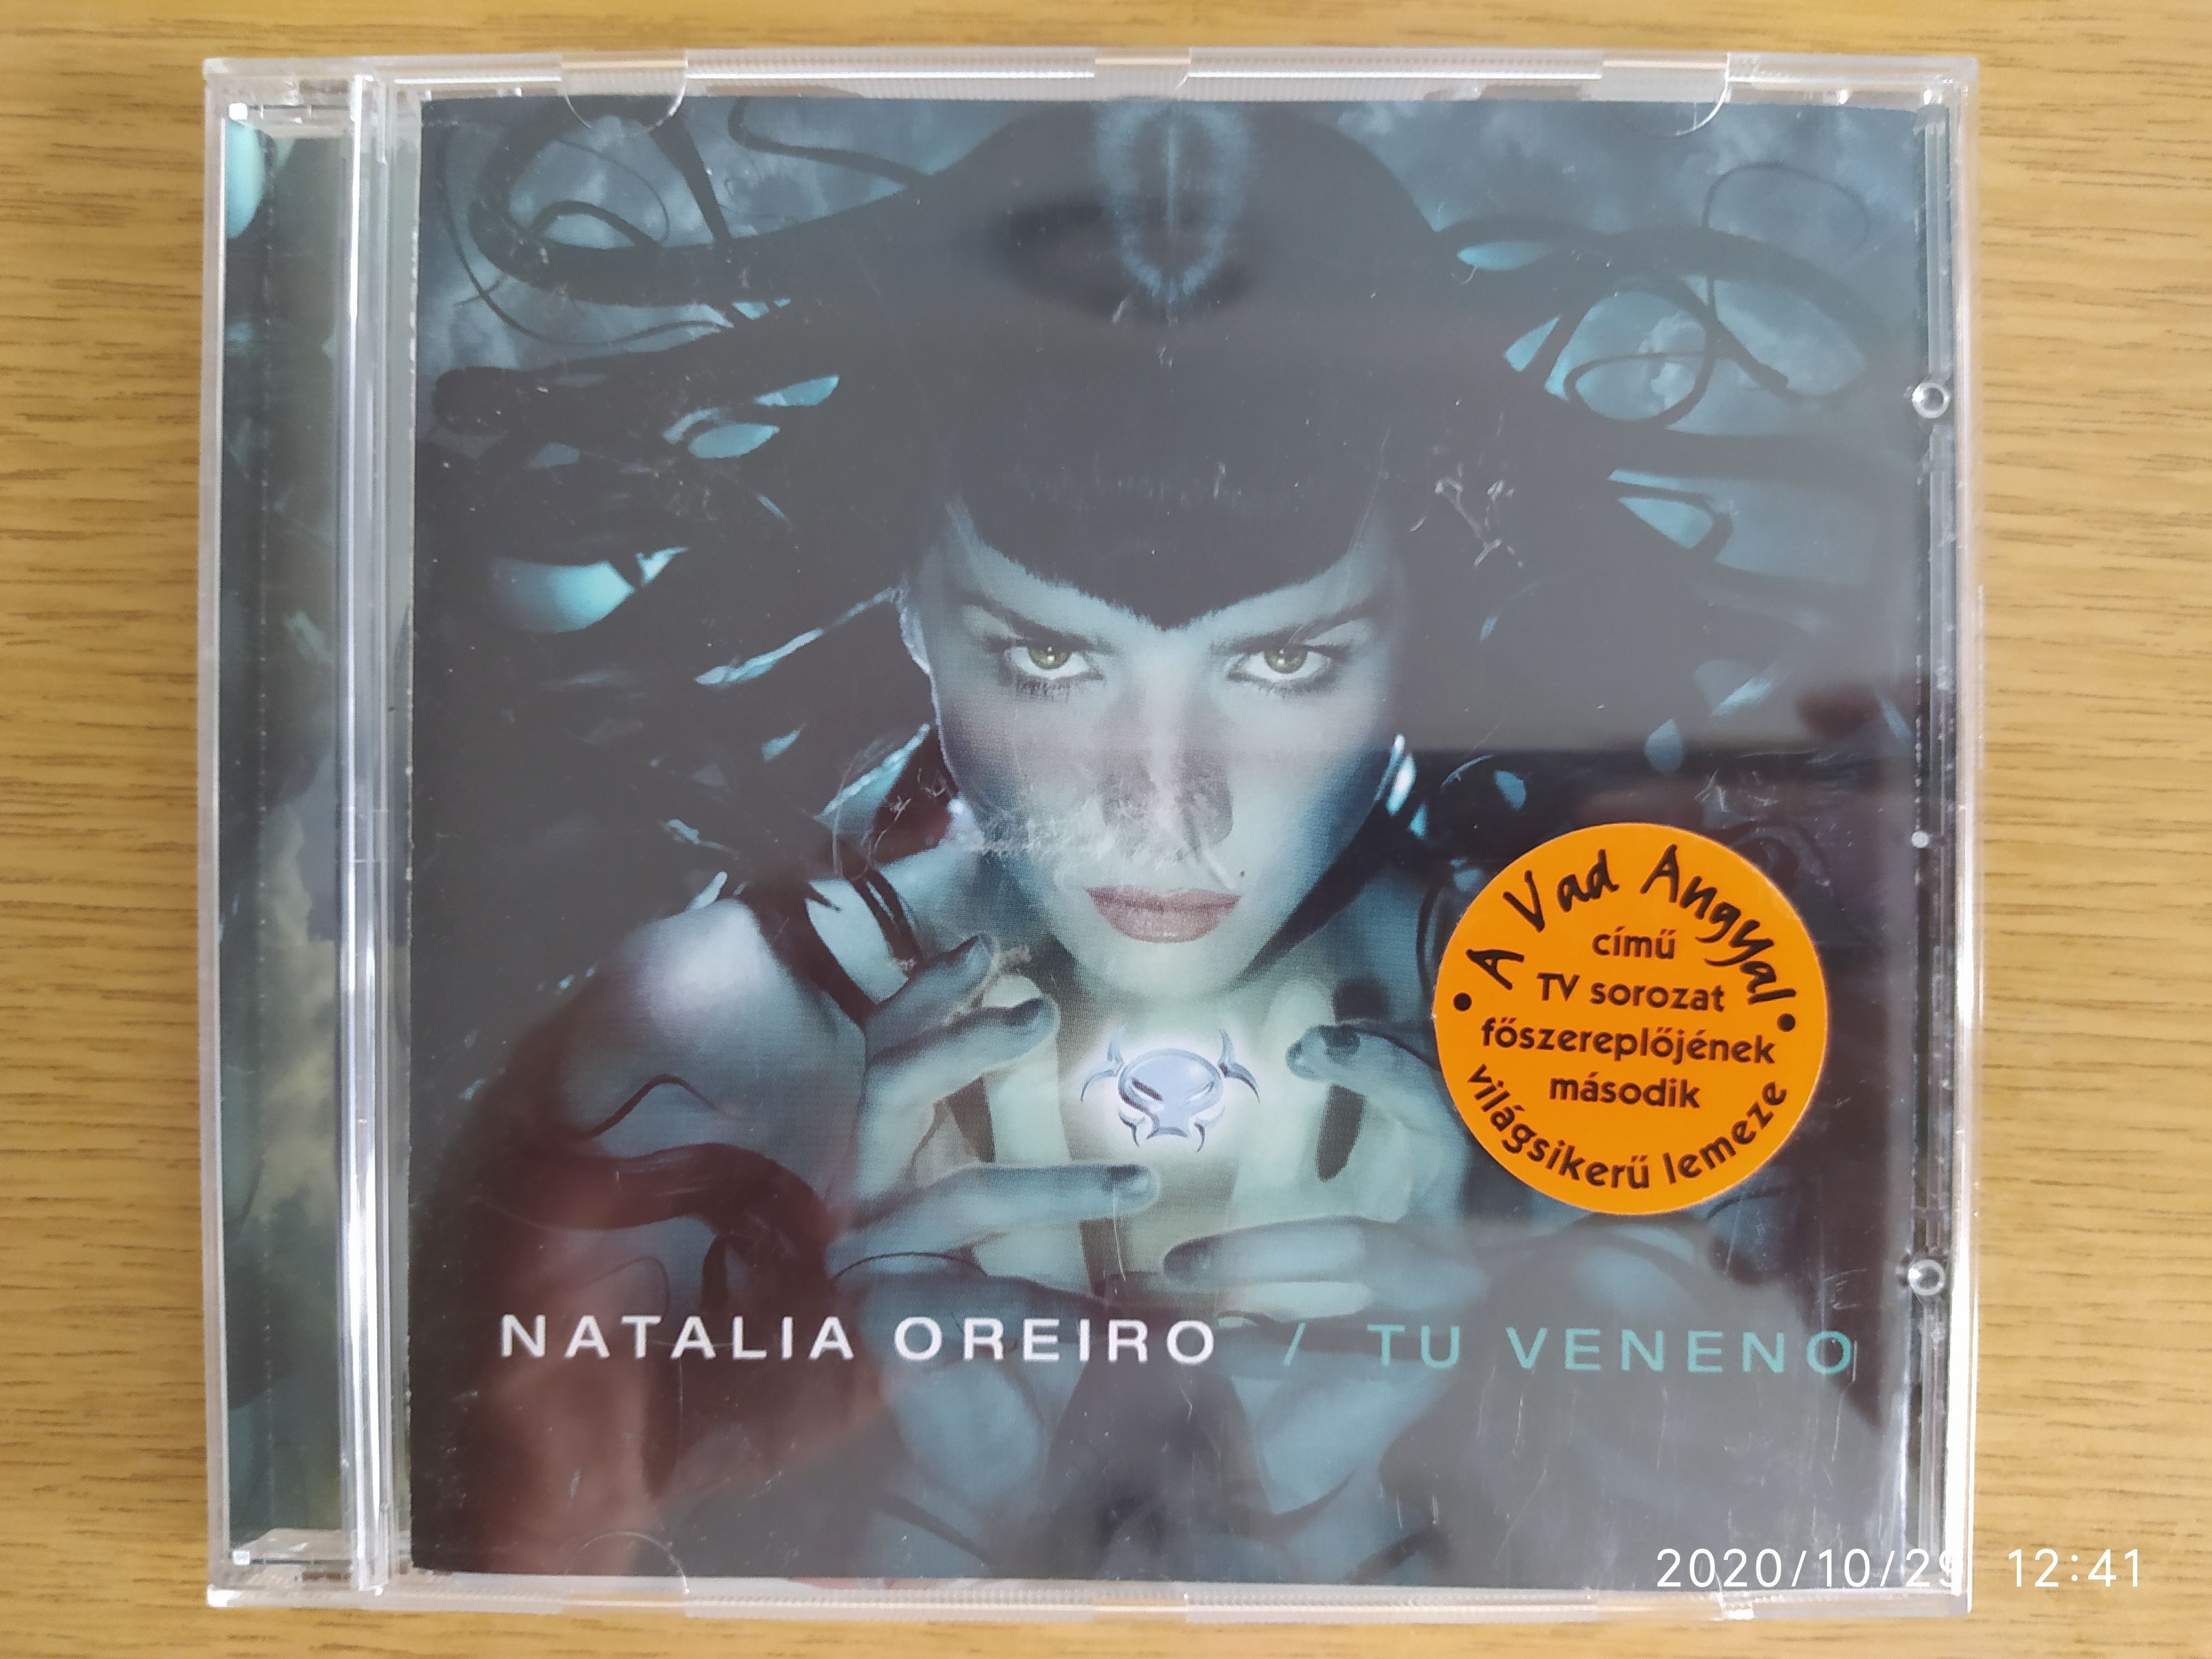 • A Vad Angyal •
című
TV sorozat
főszereplőjének
második
világsikerű lemeze
NATALIA OREIRO / TU VENENO
2020/10/29 12:41